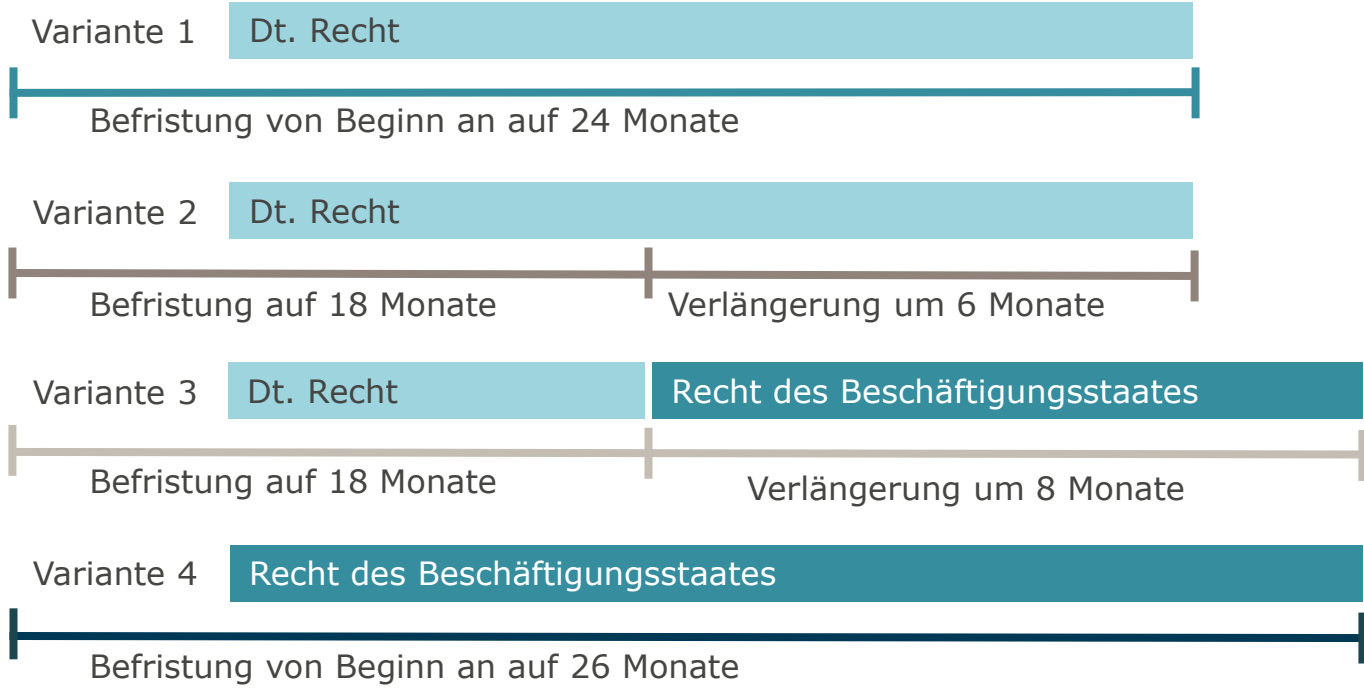 Variante 1
Dt. Recht
Befristung von Beginn an auf 24 Monate
Variante 2
Dt. Recht
Befristung auf 18 Monate
Verlängerung um 6 Monate
Variante 3
Dt. Recht
Recht des Beschäftigungsstaates
Befristung auf 18 Monate
Verlängerung um 8 Monate
Variante 4
Recht des Beschäftigungsstaates
Befristung von Beginn an auf 26 Monate